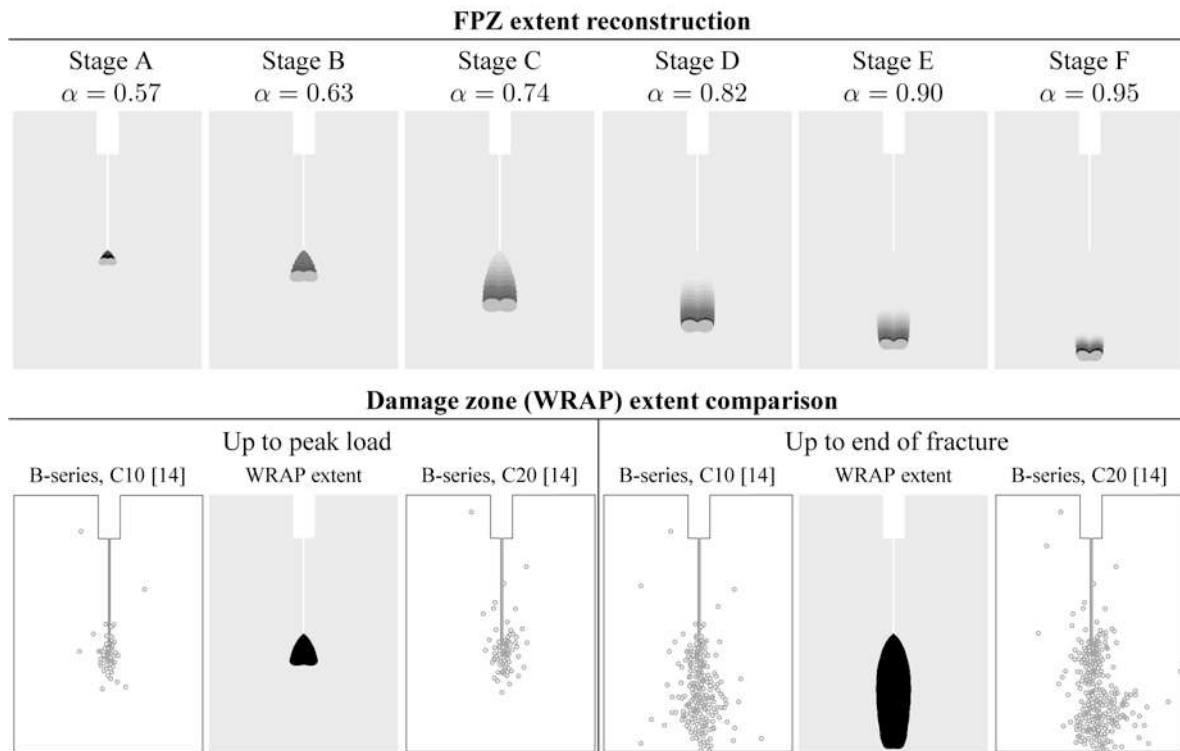 FPZ extent reconstruction
Stage A Stage B Stage C Stage D Stage E Stage F
α = 0.57 α = 0.63 α = 0.74 α = 0.82 α = 0.90 α = 0.95
Damage zone (WRAP) extent comparison
Up to peak load Up to end of fracture
B-series, C10 [14] WRAP extent B-series, C20 [14] B-series, C10 [14] WRAP extent B-series, C20 [14]